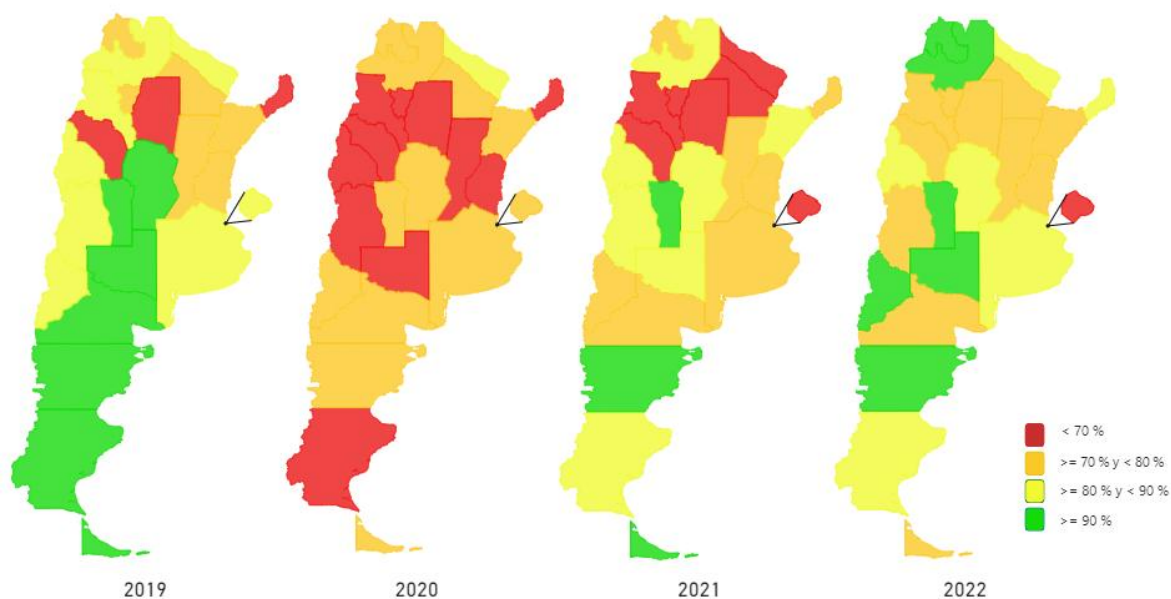 < 70 %
>= 70 % y < 80 %
>= 80 % y < 90 %
>= 90 %
2019
2020
2021
2022